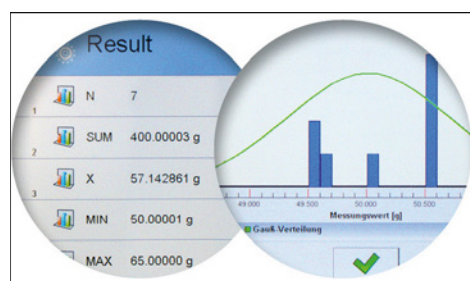 Result
1 N 7
2 SUM 400.00003 g
3 X 57.142861 g
MIN 50.00001 g
MAX 65.00000 g
49.000 49.500 50.000 50.500
Messungswert [g]
Gauß-Verteilung